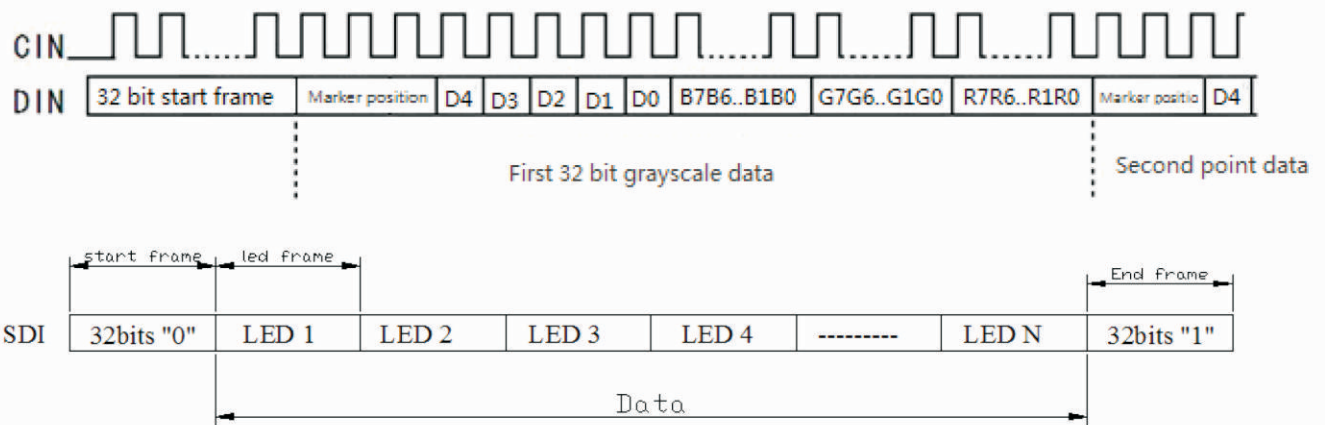 CIN
DIN 32 bit start frame Marker position D4 D3 D2 D1 D0 B7B6..B1B0 G7G6..G1G0 R7R6..R1R0 Marker positio D4
First 32 bit grayscale data
Second point data
start frame led frame End frame
SDI 32bits "0" LED 1 LED 2 LED 3 LED 4 --------- LED N 32bits "1"
Data